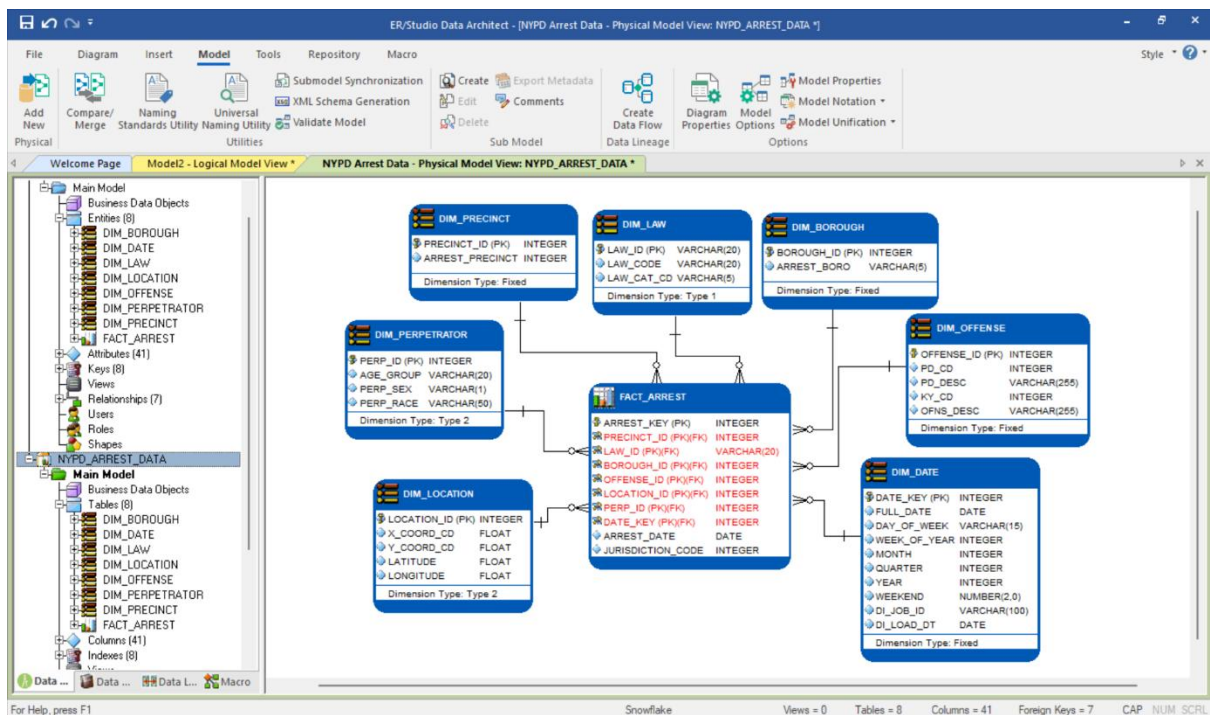 ER/Studio Data Architect - [NYPD Arrest Data - Physical Model View: NYPD_ARREST_DATA *]
File Diagram Insert Model Tools Repository Macro Style
Add New
Compare/ Merge
Naming Standards Utility
Universal Naming Utility
Submodel Synchronization
XML Schema Generation
Validate Model
Create
Export Metadata
Edit
Comments
Delete
Create Data Flow
Diagram Properties
Model Options
Model Properties
Model Notation
Model Unification
Physical Utilities Sub Model Data Lineage Options
Welcome Page Model2 - Logical Model View * NYPD Arrest Data - Physical Model View: NYPD_ARREST_DATA *
Main Model
Business Data Objects
Entities (8)
DIM_BOROUGH
DIM_DATE
DIM_LAW
DIM_LOCATION
DIM_OFFENSE
DIM_PERPETRATOR
DIM_PRECINCT
FACT_ARREST
Attributes (41)
Keys (8)
Views
Relationships (7)
Users
Roles
Shapes
NYPD_ARREST_DATA
Main Model
Business Data Objects
Tables (8)
DIM_BOROUGH
DIM_DATE
DIM_LAW
DIM_LOCATION
DIM_OFFENSE
DIM_PERPETRATOR
DIM_PRECINCT
FACT_ARREST
Columns (41)
Indexes (8)
Data ... Data ... Data L... Macro
DIM_PRECINCT
PRECINCT_ID (PK) INTEGER
ARREST_PRECINCT INTEGER
Dimension Type: Fixed
DIM_LAW
LAW_ID (PK) VARCHAR(20)
LAW_CODE VARCHAR(20)
LAW_CAT_CD VARCHAR(5)
Dimension Type: Type 1
DIM_BOROUGH
BOROUGH_ID (PK) INTEGER
ARREST_BORO VARCHAR(5)
Dimension Type: Fixed
DIM_PERPETRATOR
PERP_ID (PK) INTEGER
AGE_GROUP VARCHAR(20)
PERP_SEX VARCHAR(1)
PERP_RACE VARCHAR(50)
Dimension Type: Type 2
DIM_OFFENSE
OFFENSE_ID (PK) INTEGER
PD_CD INTEGER
PD_DESC VARCHAR(255)
KY_CD INTEGER
OFNS_DESC VARCHAR(255)
Dimension Type: Fixed
FACT_ARREST
ARREST_KEY (PK) INTEGER
PRECINCT_ID (PK)(FK) INTEGER
LAW_ID (PK)(FK) VARCHAR(20)
BOROUGH_ID (PK)(FK) INTEGER
OFFENSE_ID (PK)(FK) INTEGER
LOCATION_ID (PK)(FK) INTEGER
PERP_ID (PK)(FK) INTEGER
DATE_KEY (PK)(FK) INTEGER
ARREST_DATE DATE
JURISDICTION_CODE INTEGER
DIM_LOCATION
LOCATION_ID (PK) INTEGER
X_COORD_CD FLOAT
Y_COORD_CD FLOAT
LATITUDE FLOAT
LONGITUDE FLOAT
Dimension Type: Type 2
DIM_DATE
DATE_KEY (PK) INTEGER
FULL_DATE DATE
DAY_OF_WEEK VARCHAR(15)
WEEK_OF_YEAR INTEGER
MONTH INTEGER
QUARTER INTEGER
YEAR INTEGER
WEEKEND NUMBER(2,0)
DI_JOB_ID VARCHAR(100)
DI_LOAD_DT DATE
Dimension Type: Fixed
For Help, press F1 Snowflake Views = 0 Tables = 8 Columns = 41 Foreign Keys = 7 CAP NUM SCRL